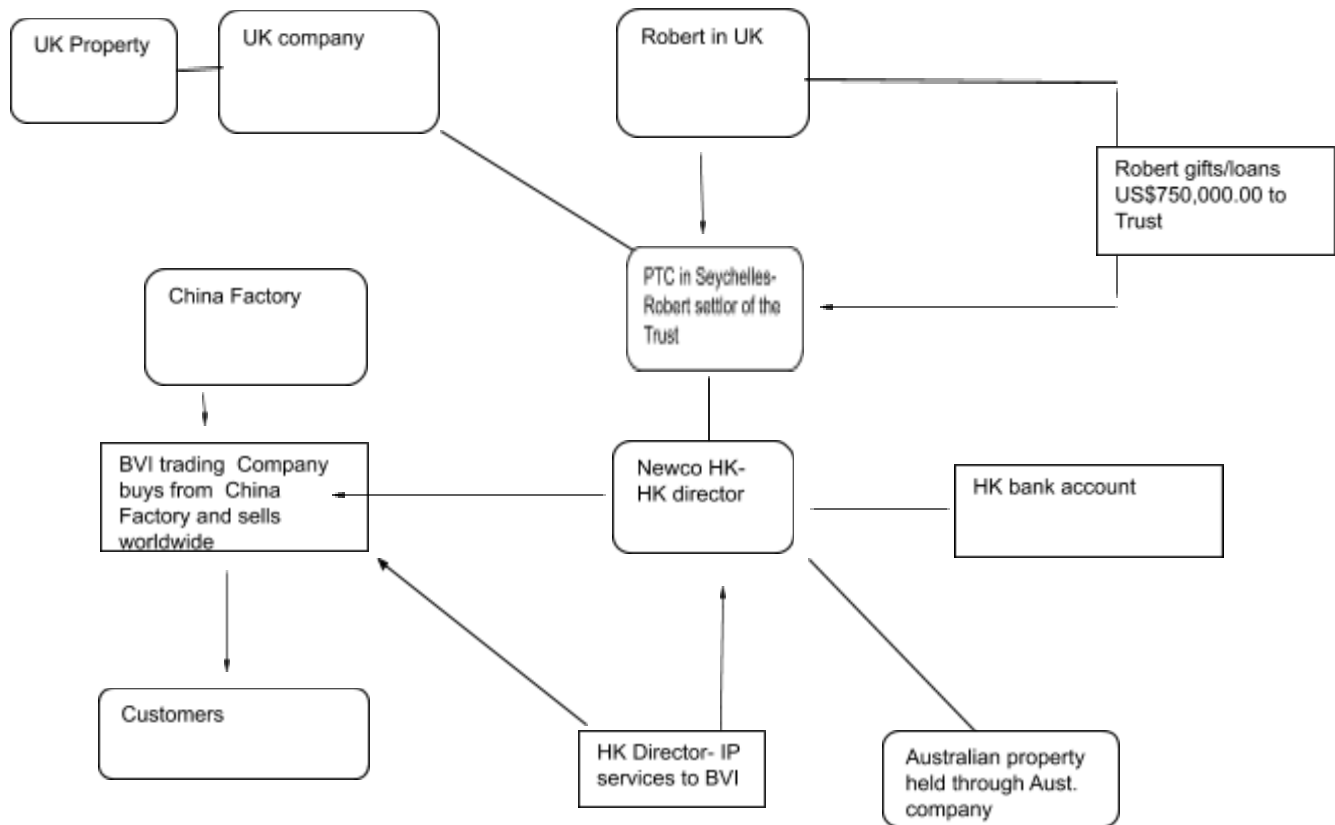 UK Property
UK company
Robert in UK
Robert gifts/loans
US$750,000.00 to
Trust
PTC in Seychelles-
Robert settlor of the
Trust
China Factory
BVI trading  Company
buys from  China
Factory and sells
worldwide
Newco HK-
HK director
HK bank account
Customers
HK Director- IP
services to BVI
Australian property
held through Aust.
company